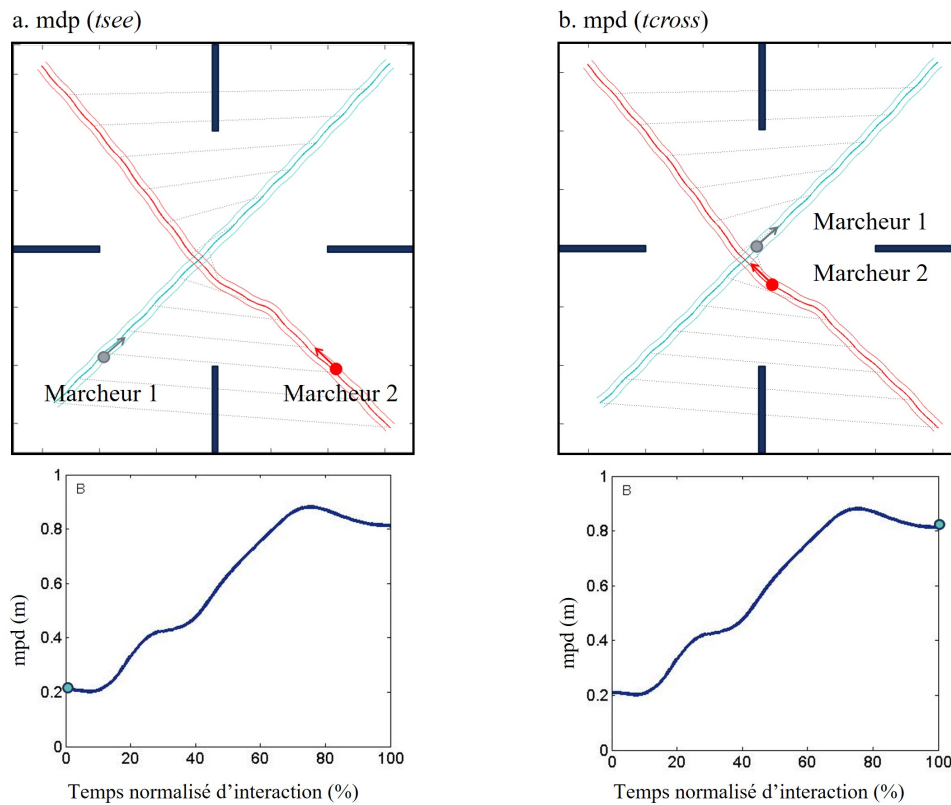 a. mdp (tsee)
b. mpd (tcross)
Marcheur 1
Marcheur 2
Marcheur 1
Marcheur 2
B
1
0.8
0.6
0.4
0.2
0
mpd (m)
0 20 40 60 80 100
Temps normalisé d’interaction (%)
B
1
0.8
0.6
0.4
0.2
0
mpd (m)
0 20 40 60 80 100
Temps normalisé d’interaction (%)